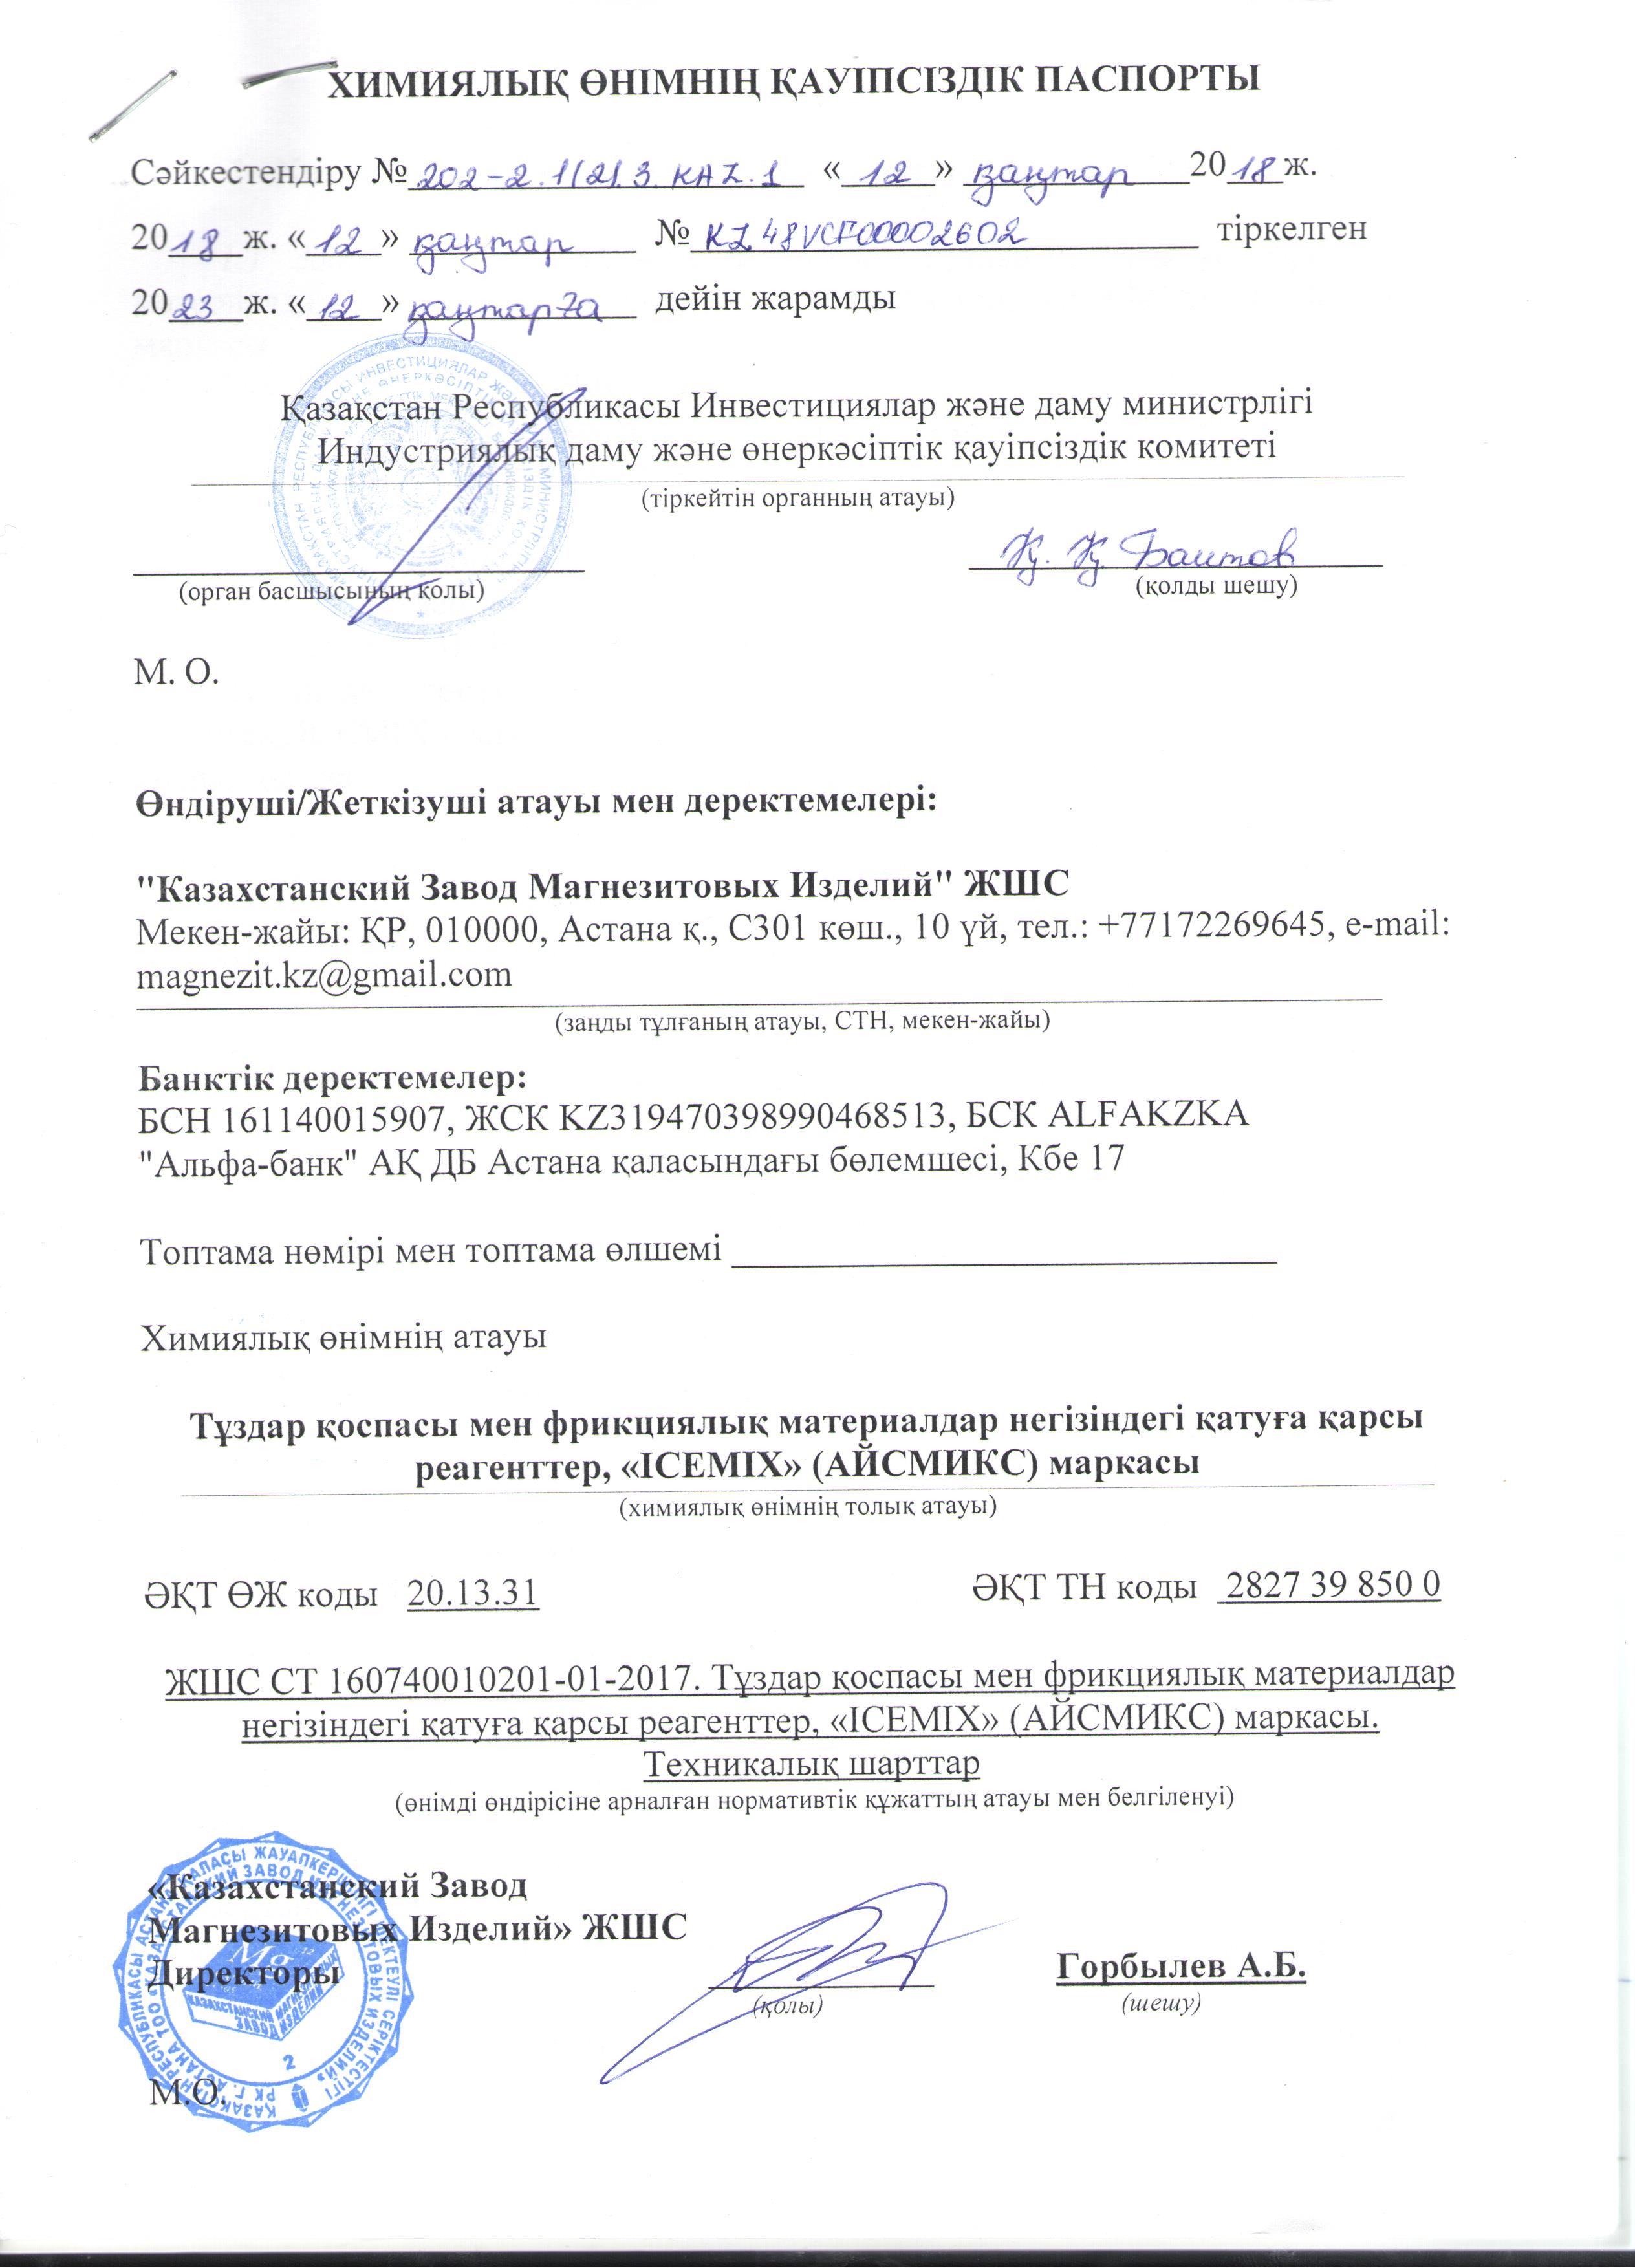 ХИМИЯЛЫҚ ӨНІМНІҢ ҚАУІПСІЗДІК ПАСПОРТЫ
Сәйкестендіру № 202-2.1(2).3.KAZ.1 «12» қаңтар 2018 ж.
2018 ж. «12» қаңтар № KZ48VCF00002602 тіркелген
2023 ж. «12» қаңтарға дейін жарамды
Қазақстан Республикасы Инвестициялар және даму министрлігі
Индустриялық даму және өнеркәсіптік қауіпсіздік комитеті
(тіркейтін органның атауы)
Қ. Қ. Баитов
(орган басшысының қолы) (қолды шешу)
М. О.
Өндіруші/Жеткізуші атауы мен деректемелері:
"Казахстанский Завод Магнезитовых Изделий" ЖШС
Мекен-жайы: ҚР, 010000, Астана қ., С301 көш., 10 үй, тел.: +77172269645, e-mail:
magnezit.kz@gmail.com
(заңды тұлғаның атауы, СТН, мекен-жайы)
Банктік деректемелер:
БСН 161140015907, ЖСК KZ319470398990468513, БСК ALFAKZKA
"Альфа-банк" АҚ ДБ Астана қаласындағы бөлемшесі, Кбе 17
Топтама нөмірі мен топтама өлшемі
Химиялық өнімнің атауы
Тұздар қоспасы мен фрикциялық материалдар негізіндегі қатуға қарсы
реагенттер, «ICEMIX» (АЙСМИКС) маркасы
(химиялық өнімнің толық атауы)
ӘҚТ ӨЖ коды 20.13.31 ӘҚТ ТН коды 2827 39 850 0
ЖШС СТ 160740010201-01-2017. Тұздар қоспасы мен фрикциялық материалдар
негізіндегі қатуға қарсы реагенттер, «ICEMIX» (АЙСМИКС) маркасы.
Техникалық шарттар
(өнімді өндірісіне арналған нормативтік құжаттың атауы мен белгіленуі)
«Казахстанский Завод
Магнезитовых Изделий» ЖШС
Директоры Горбылев А.Б.
(қолы) (шешу)
М.О.